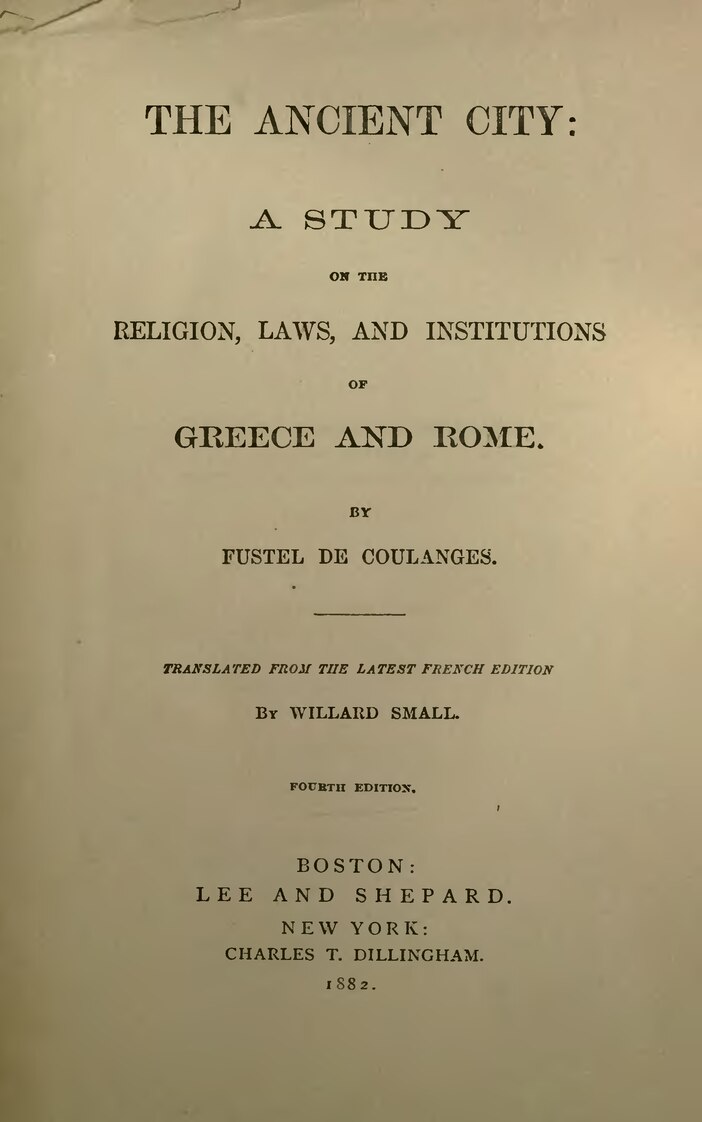 THE ANCIENT CITY:
A STUDY
ON THE
RELIGION, LAWS, AND INSTITUTIONS
OF
GREECE AND ROME.
BY
FUSTEL DE COULANGES.
TRANSLATED FROM THE LATEST FRENCH EDITION
By WILLARD SMALL.
FOURTH EDITION.
BOSTON:
LEE AND SHEPARD.
NEW YORK:
CHARLES T. DILLINGHAM.
1882.